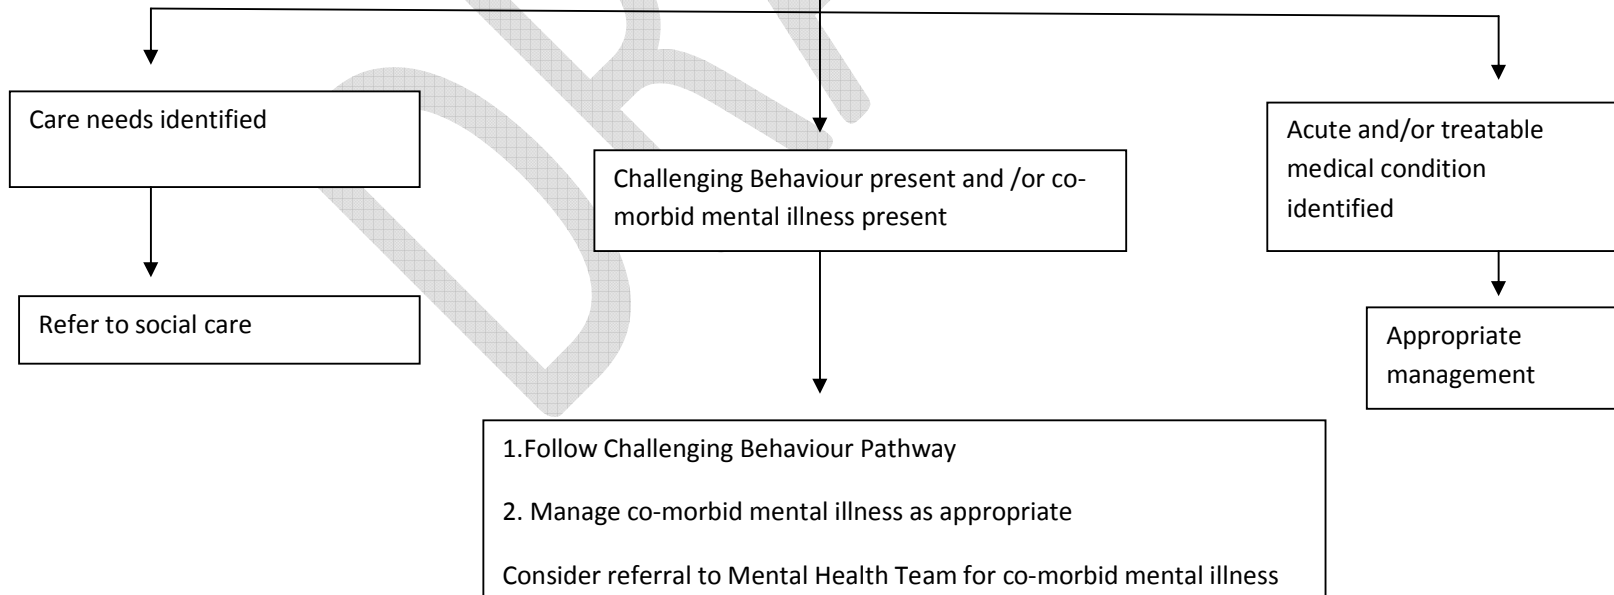 Care needs identified
Challenging Behaviour present and /or co-
morbid mental illness present
Acute and/or treatable
medical condition
identified
Refer to social care
Appropriate
management
1.Follow Challenging Behaviour Pathway
2. Manage co-morbid mental illness as appropriate
Consider referral to Mental Health Team for co-morbid mental illness